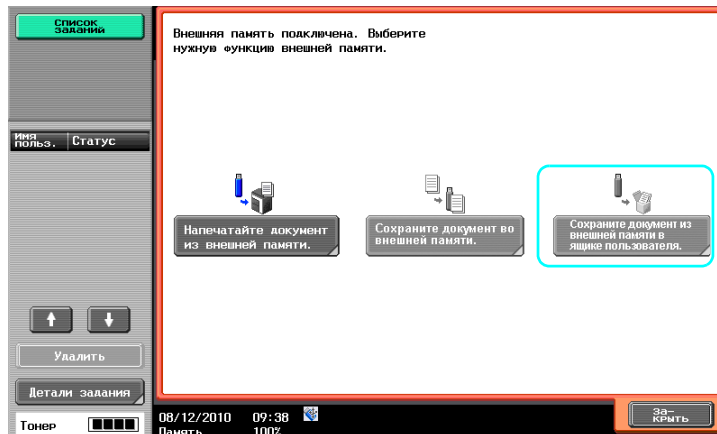 Список
заданий
Внешняя память подключена. Выберите
нужную функцию внешней памяти.
Имя
польз.
Статус
Напечатайте документ
из внешней памяти.
Сохраните документ во
внешней памяти.
Сохраните документ из
внешней памяти в
ящике пользователя.
Удалить
Детали задания
Тонер
08/12/2010 09:38
Память 100%
За-
крыть